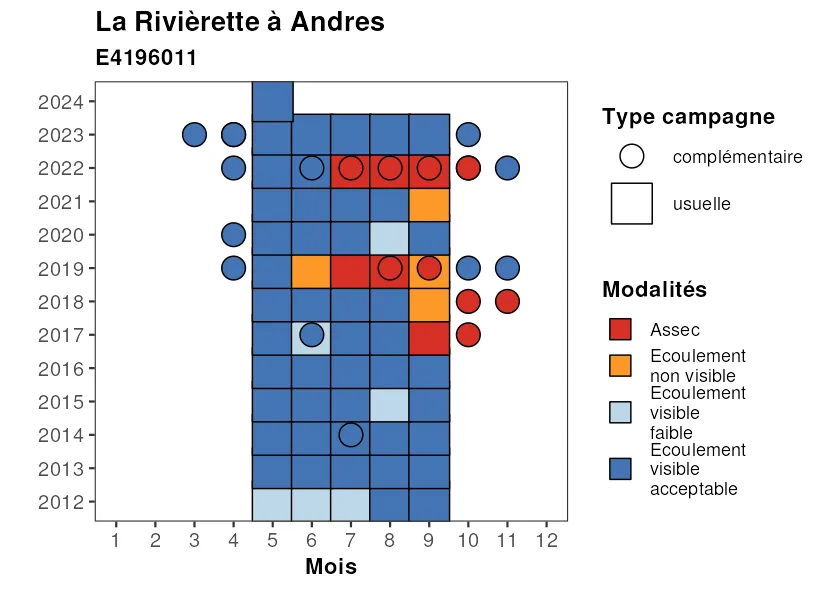 La Rivièrette à Andres
E4196011
2024
2023
2022
2021
2020
2019
2018
2017
2016
2015
2014
2013
2012
1 2 3 4 5 6 7 8 9 10 11 12
Mois
Type campagne
complémentaire
usuelle
Modalités
Assec
Ecoulement
non visible
Ecoulement
visible
faible
Ecoulement
visible
acceptable